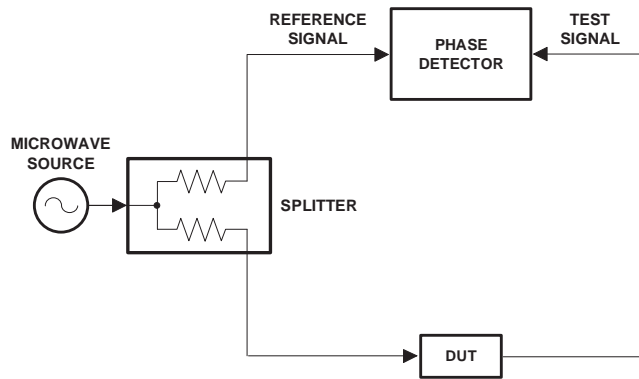 REFERENCE
SIGNAL
PHASE
DETECTOR
TEST
SIGNAL
MICROWAVE
SOURCE
SPLITTER
DUT